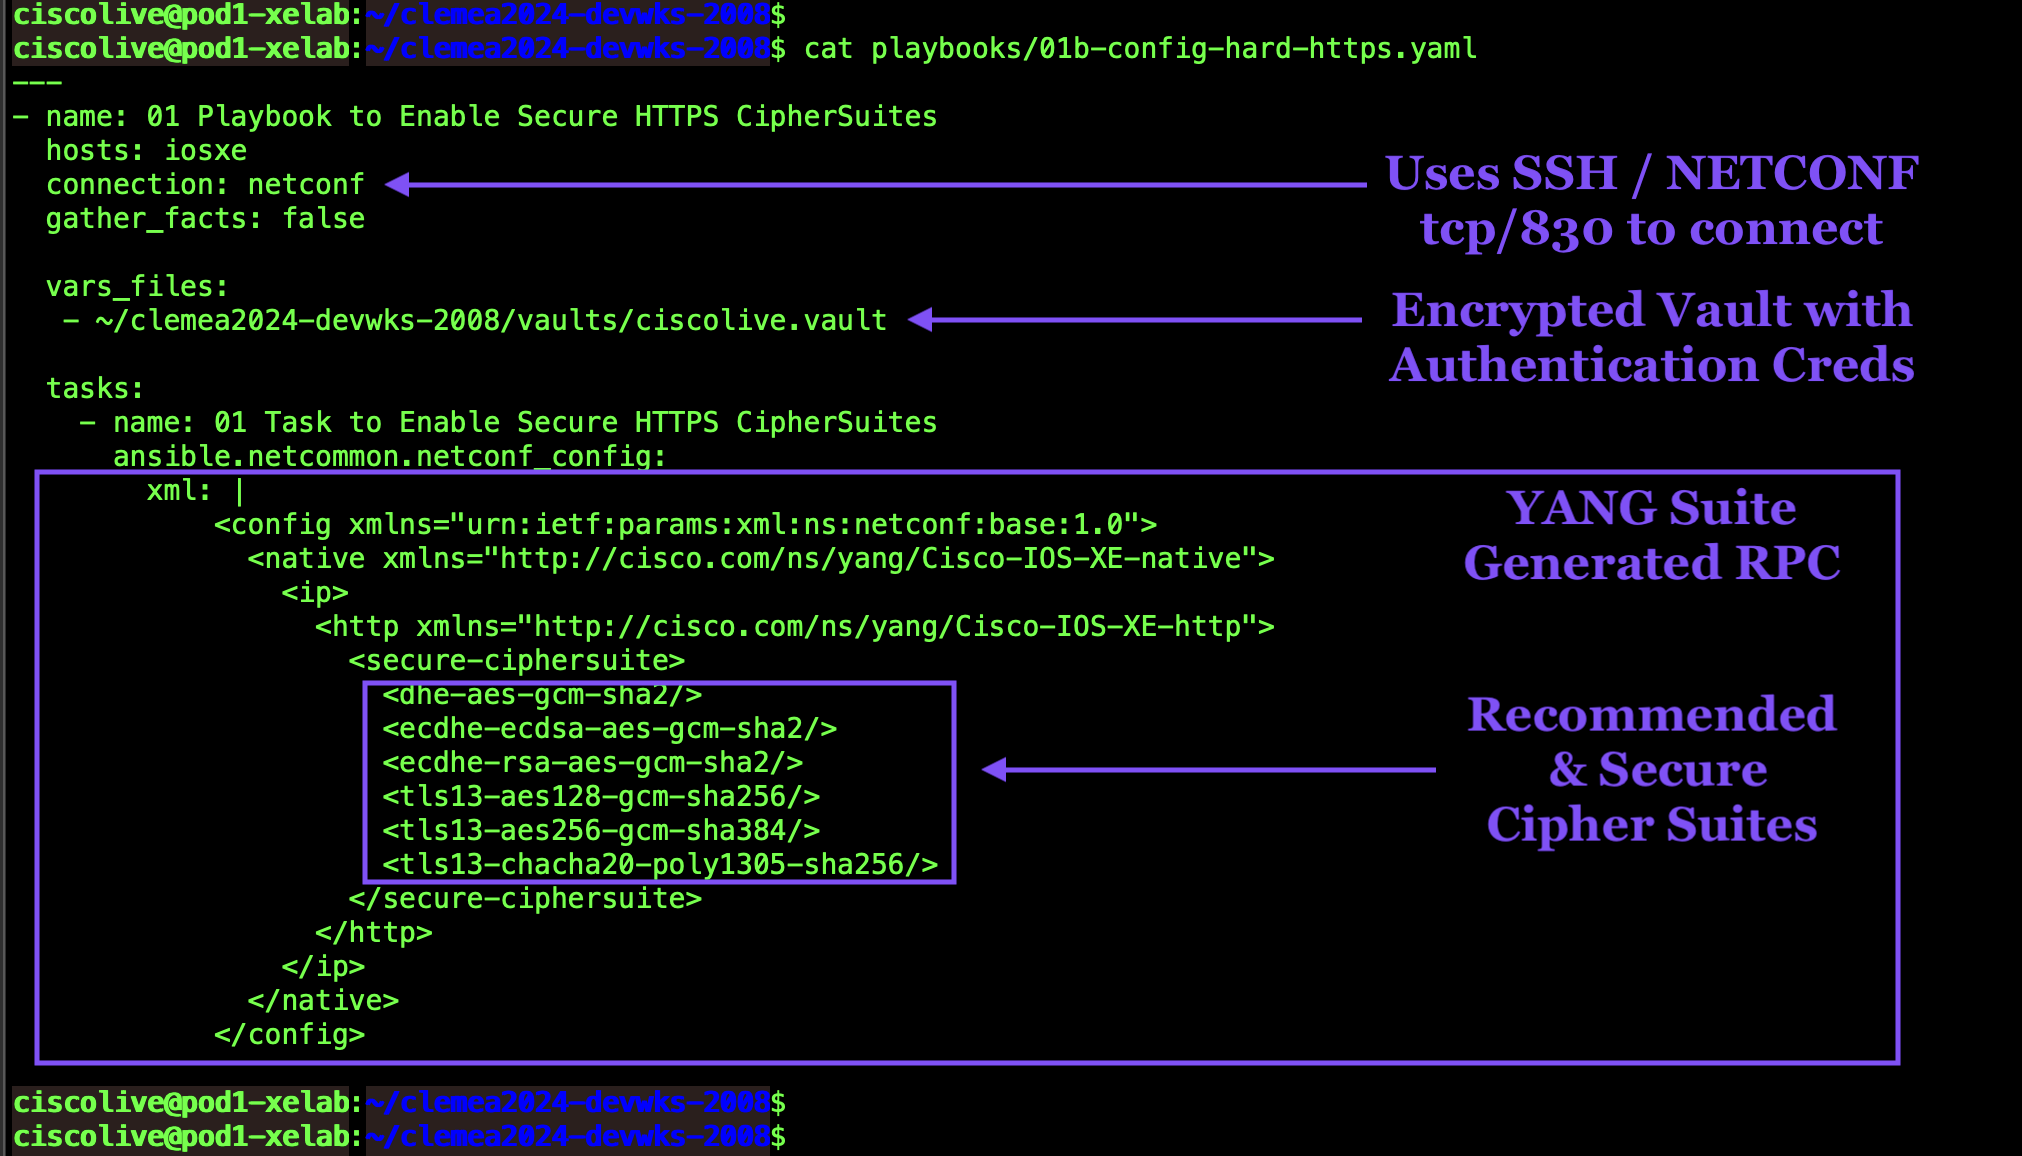 ciscolive@pod1-xelab:~/clemea2024-devwks-2008$
ciscolive@pod1-xelab:~/clemea2024-devwks-2008$ cat playbooks/01b-config-hard-https.yaml
---
- name: 01 Playbook to Enable Secure HTTPS CipherSuites
  hosts: iosxe
  connection: netconf
  gather_facts: false
Uses SSH / NETCONF
tcp/830 to connect
  vars_files:
   - ~/clemea2024-devwks-2008/vaults/ciscolive.vault
Encrypted Vault with
Authentication Creds
  tasks:
    - name: 01 Task to Enable Secure HTTPS CipherSuites
      ansible.netcommon.netconf_config:
        xml: |
            <config xmlns="urn:ietf:params:xml:ns:netconf:base:1.0">
              <native xmlns="http://cisco.com/ns/yang/Cisco-IOS-XE-native">
                <ip>
                  <http xmlns="http://cisco.com/ns/yang/Cisco-IOS-XE-http">
                    <secure-ciphersuite>
                      <dhe-aes-gcm-sha2/>
                      <ecdhe-ecdsa-aes-gcm-sha2/>
                      <ecdhe-rsa-aes-gcm-sha2/>
                      <tls13-aes128-gcm-sha256/>
                      <tls13-aes256-gcm-sha384/>
                      <tls13-chacha20-poly1305-sha256/>
                    </secure-ciphersuite>
                  </http>
                </ip>
              </native>
            </config>
YANG Suite
Generated RPC
Recommended
& Secure
Cipher Suites
ciscolive@pod1-xelab:~/clemea2024-devwks-2008$
ciscolive@pod1-xelab:~/clemea2024-devwks-2008$